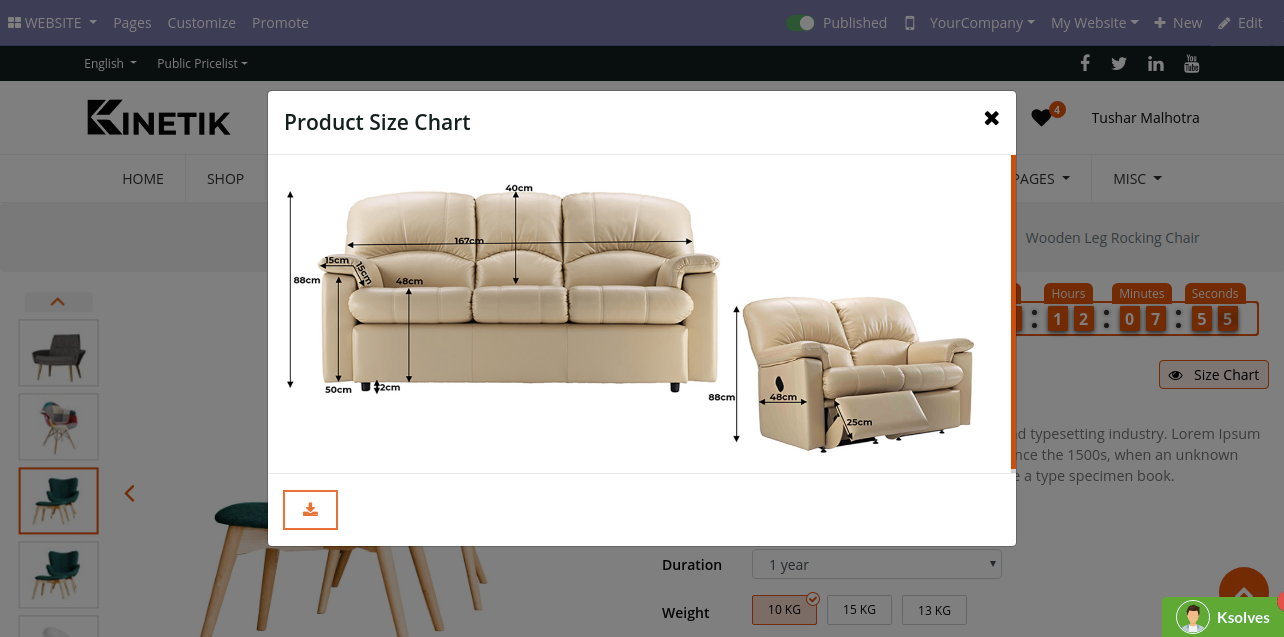 WEBSITE Pages Customize Promote Published YourCompany My Website New Edit
English Public Pricelist You Tube
KINETIK Product Size Chart 4 Tushar Malhotra
HOME SHOP PAGES MISC
Wooden Leg Rocking Chair
40cm
167cm
15cm 15cm
88cm 48cm
50cm 2cm
88cm 48cm
25cm
Hours Minutes Seconds
1 2 : 0 7 : 5 5
Size Chart
d typesetting industry. Lorem Ipsum
nce the 1500s, when an unknown
e a type specimen book.
Duration 1 year
Weight 10 KG 15 KG 13 KG
Ksolves